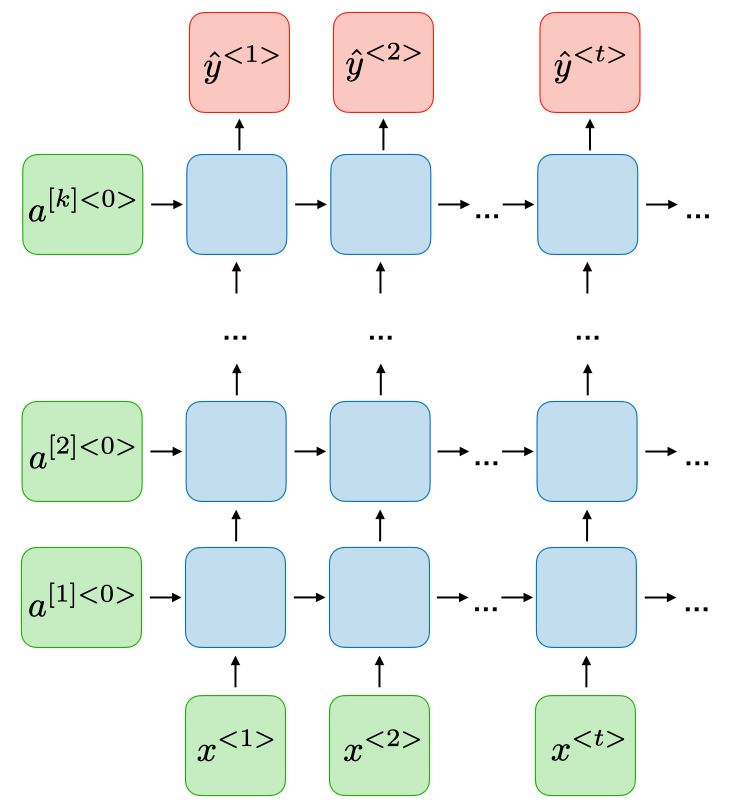 ŷ<1> ŷ<2> ŷ<t>
a[k]<0> ... ...
... ... ...
a[2]<0> ... ...
a[1]<0> ... ...
x<1> x<2> x<t>